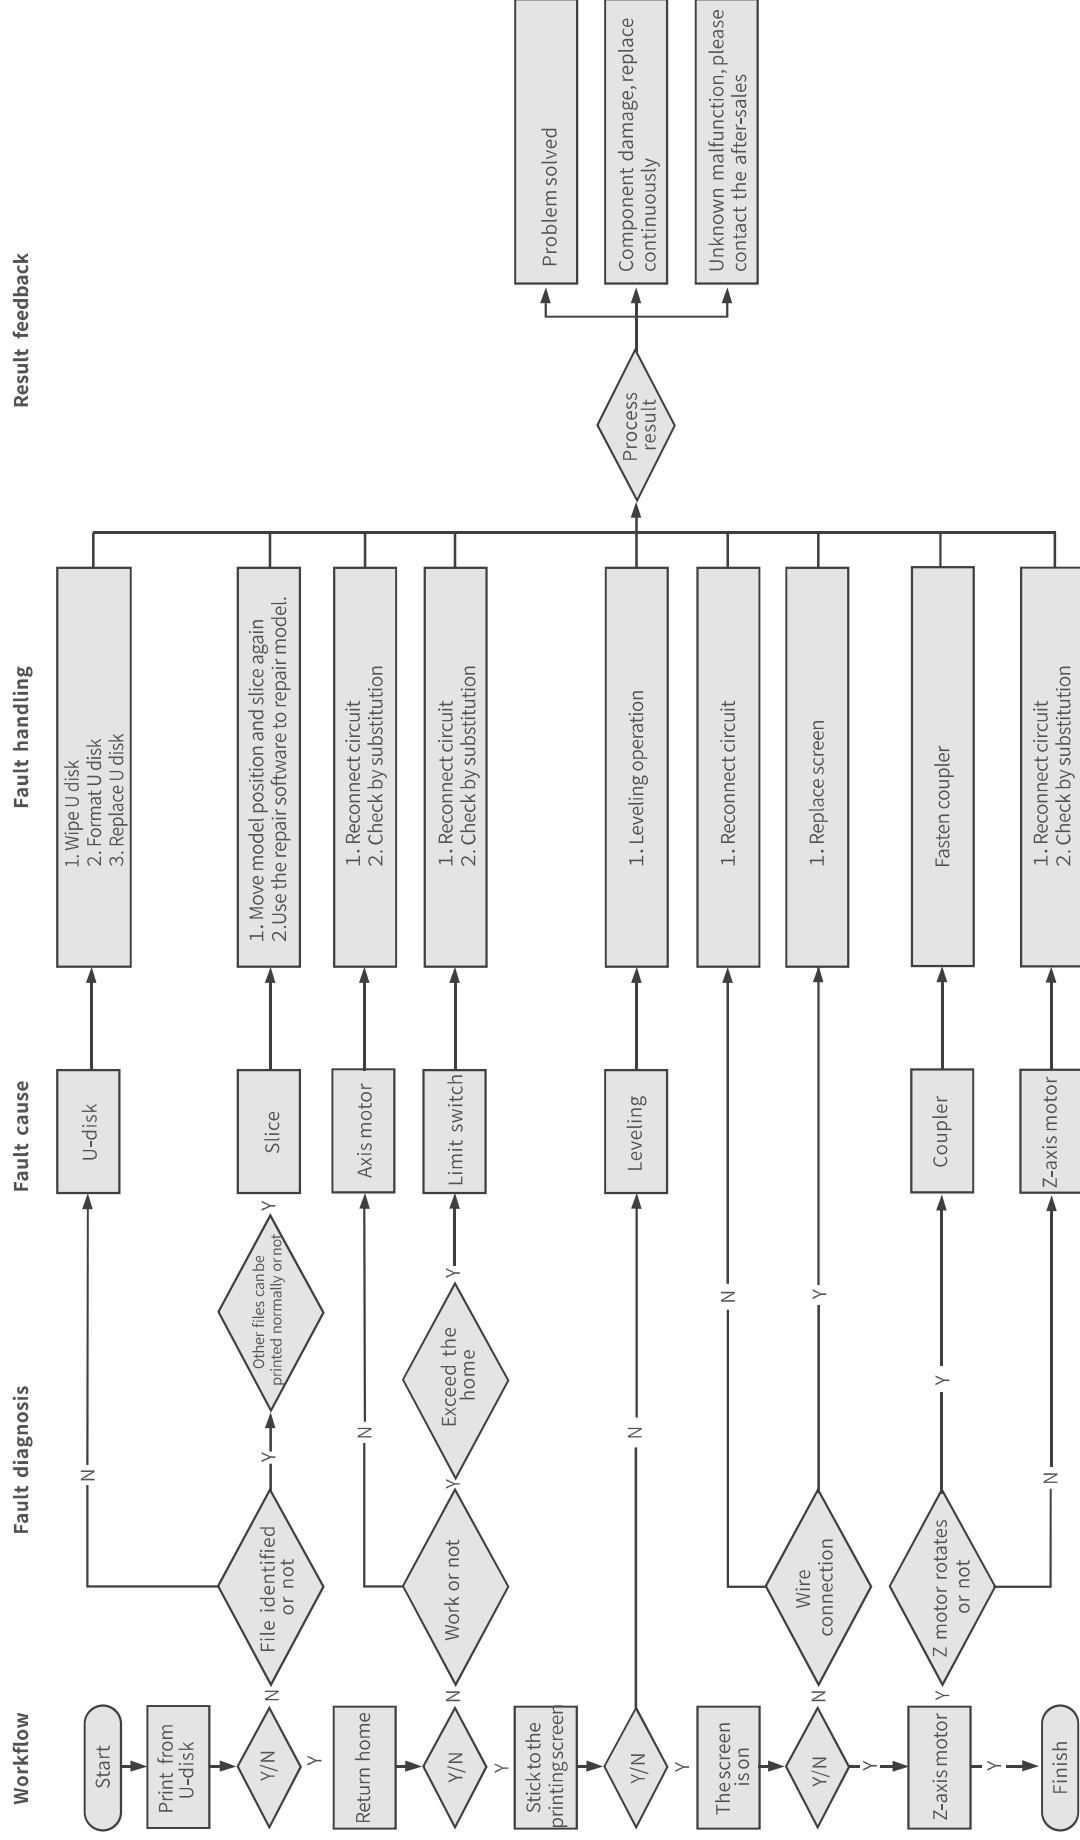 Workflow
Fault diagnosis
Fault cause
Fault handling
Result feedback
Start
Print from
U-disk
Y/N
N
Y
File identified
or not
N
Y
Other files can be
printed normally or not
Y
U-disk
1. Wipe U disk
2. Format U disk
3. Replace U disk
Slice
1. Move model position and slice again
2.Use the repair software to repair model.
Return home
Y/N
N
Y
Work or not
N
Y
Exceed the
home
Y
Axis motor
1. Reconnect circuit
2. Check by substitution
Limit switch
1. Reconnect circuit
2. Check by substitution
Stick to the
printing screen
Y/N
Y
N
Leveling
1. Leveling operation
The screen
is on
Y/N
N
Y
Wire
connection
N
1. Reconnect circuit
Y
1. Replace screen
Z-axis motor
Y
Y
Z motor rotates
or not
Y
Coupler
Fasten coupler
N
Z-axis motor
1. Reconnect circuit
2. Check by substitution
Finish
Process
result
Problem solved
Component damage, replace
continuously
Unknown malfunction, please
contact the after-sales